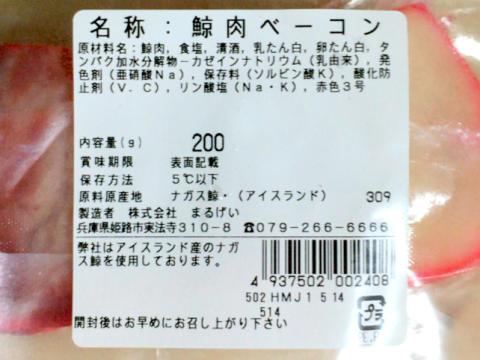 名称：鯨肉ベーコン
原材料名：鯨肉, 食塩, 清酒, 乳たん白, 卵たん白, タ
ンパク加水分解物ーカゼインナトリウム（乳由来）, 発
色剤（亜硝酸Na）, 保存料（ソルビン酸K）, 酸化防
止剤（V．C）, リン酸塩（Na・K）, 赤色3号
内容量(g) 200
賞味期限 表面記載
保存方法 5℃以下
原料原産地 ナガス鯨・（アイスランド） 309
製造者 株式会社 まるげい
兵庫県姫路市実法寺310-8 ☎079-266-6666
弊社はアイスランド産のナガ
ス鯨を使用しております。
4 937502 002408
502 HMJ1 5 14
514
プラ
開封後はお早めにお召し上がり下さい